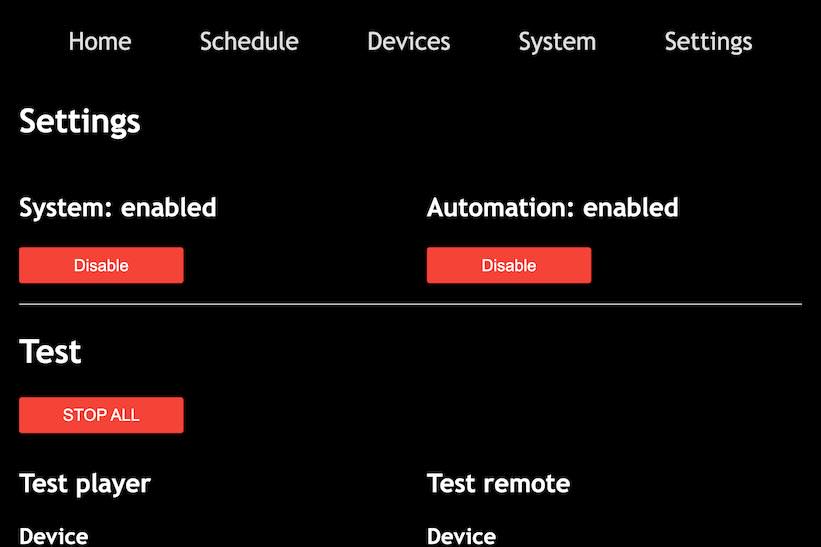 Home Schedule Devices System Settings
Settings
System: enabled
Disable
Automation: enabled
Disable
Test
STOP ALL
Test player
Device
Test remote
Device